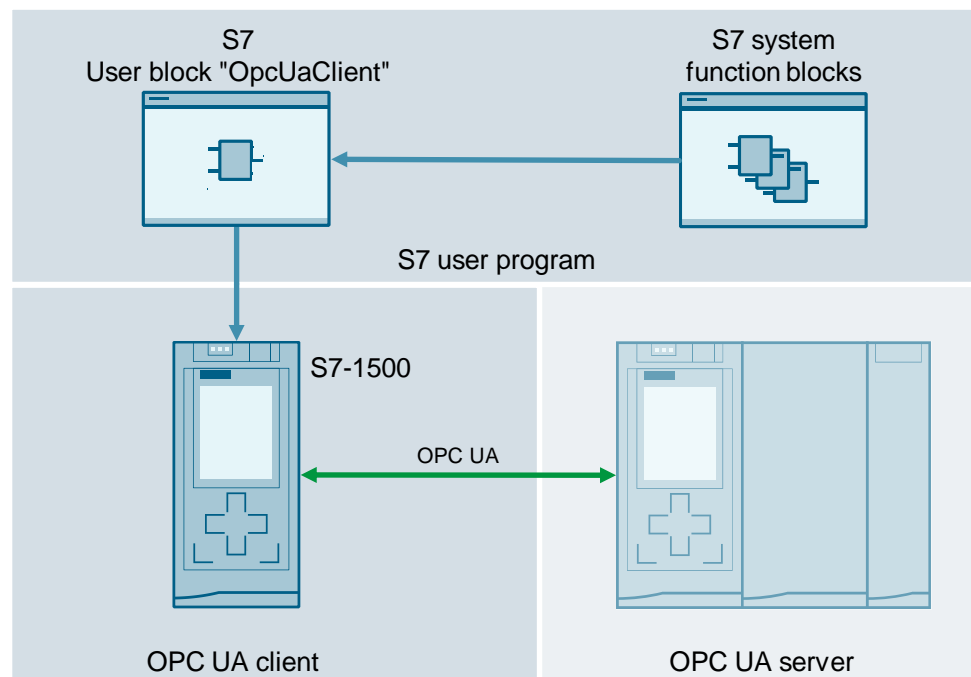 S7
User block "OpcUaClient"
S7 system
function blocks
S7 user program
S7-1500
OPC UA
OPC UA client
OPC UA server